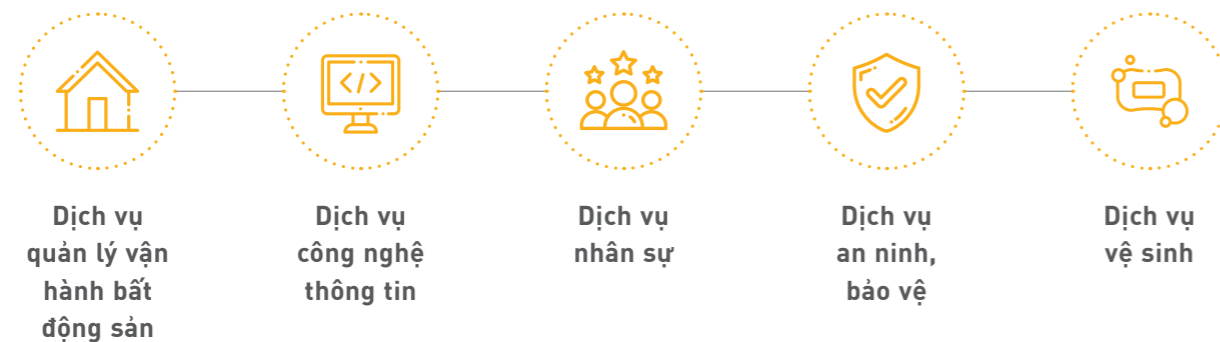 Dịch vụ
quản lý vận
hành bất
động sản
Dịch vụ
công nghệ
thông tin
Dịch vụ
nhân sự
Dịch vụ
an ninh,
bảo vệ
Dịch vụ
vệ sinh